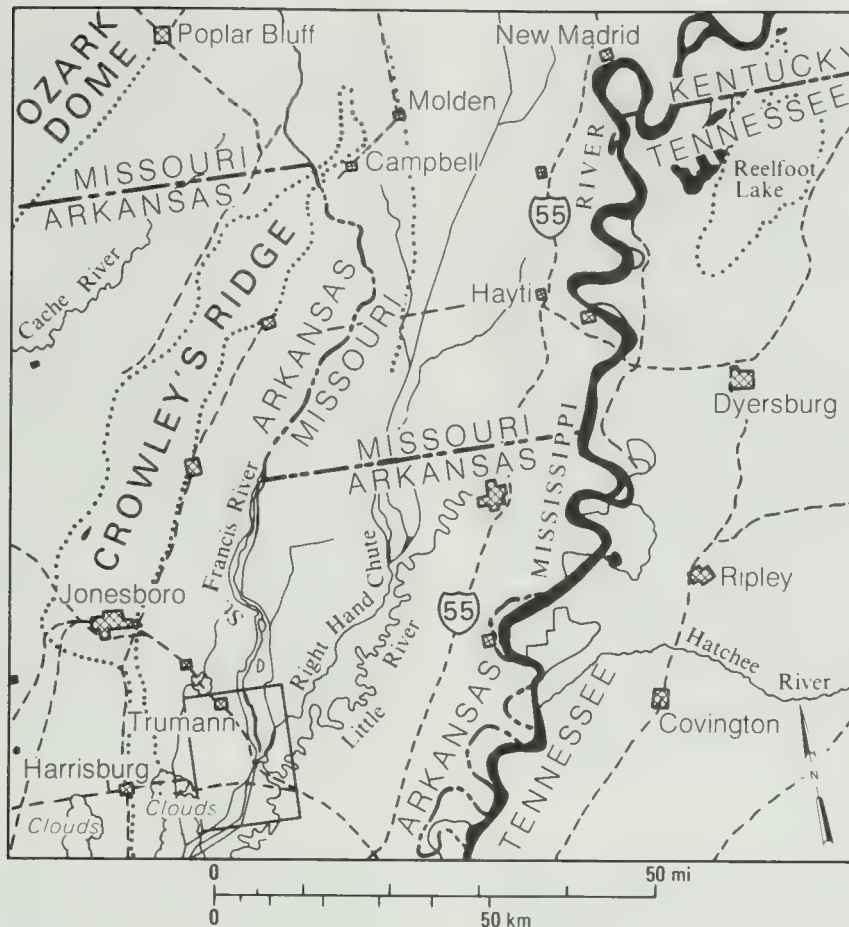 OZARK
DOME
Poplar Bluff
New Madrid
KENTUCKY
TENNESSEE
Molden
Campbell
MISSOURI
ARKANSAS
RIVER
Reelfoot
Lake
55
Cache River
CROWLEY'S RIDGE
ARKANSAS
MISSOURI
Hayti
Dyersburg
MISSOURI
ARKANSAS
MISSISSIPPI
St. Francis River
Right Hand Chute
Little River
55
Ripley
Jonesboro
Hatchee
River
Trumann
Covington
ARKANSAS
TENNESSEE
Harrisburg
Clouds
Clouds
N
0 50 mi
0 50 km